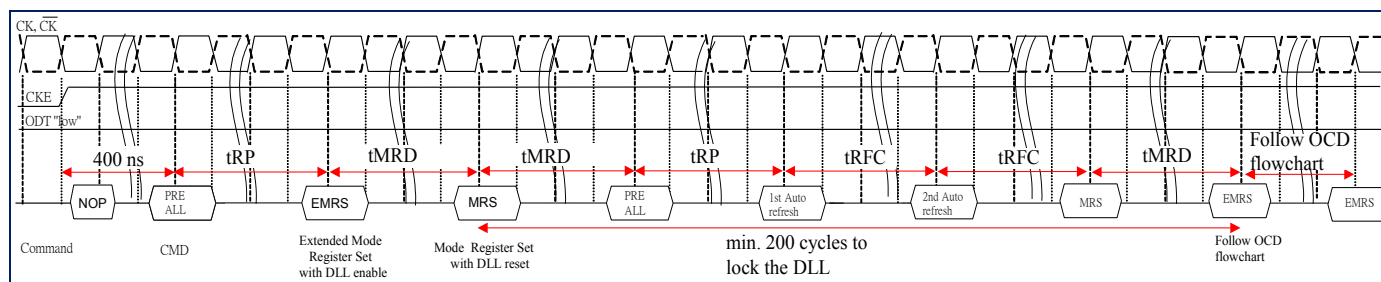 CK, CK
CKE
ODT "low"
400 ns
tRP
tMRD
tMRD
tRP
tRFC
tRFC
tMRD
Follow OCD
flowchart
NOP
PRE
ALL
EMRS
MRS
PRE
ALL
1st Auto
refresh
2nd Auto
refresh
MRS
EMRS
EMRS
Command
CMD
Extended Mode
Register Set
with DLL enable
Mode Register Set
with DLL reset
min. 200 cycles to
lock the DLL
Follow OCD
flowchart